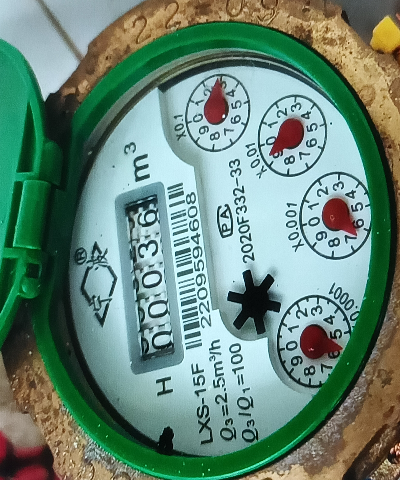 m³
00036
H
2209594608
LXS-15F
Q₃=2.5m³/h
Q₃/Q₁=100
PA
2020F332-33
X0.1
X0.01
X0.001
X0.0001